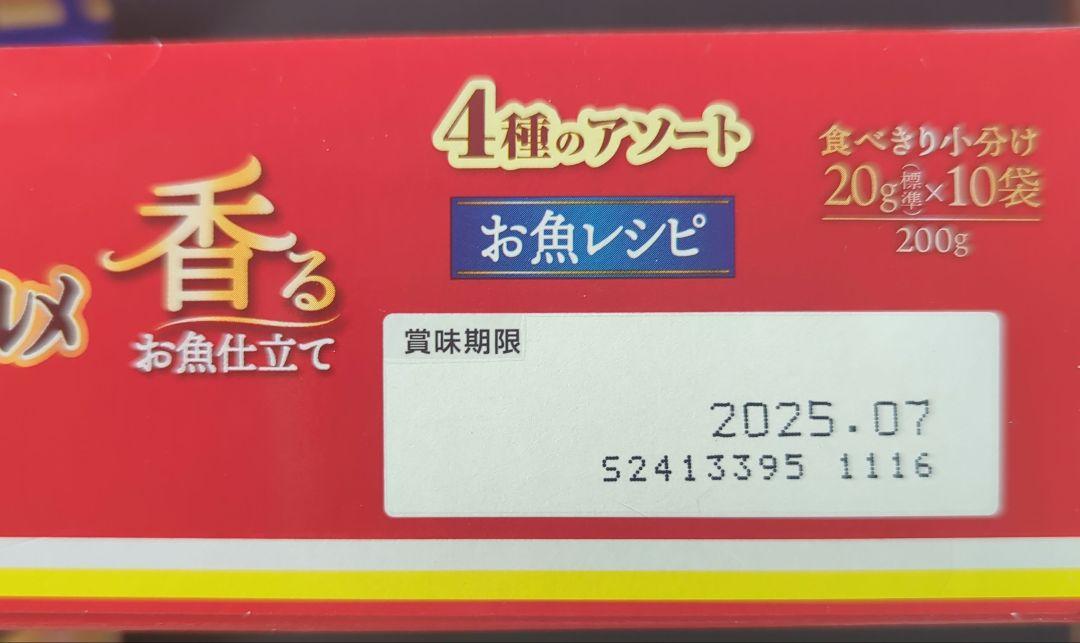 4種のアソート
お魚レシピ
食べきり小分け
20g(標準)×10袋
200g
ルメ
香る
お魚仕立て
賞味期限
2025.07
S2413395 1116